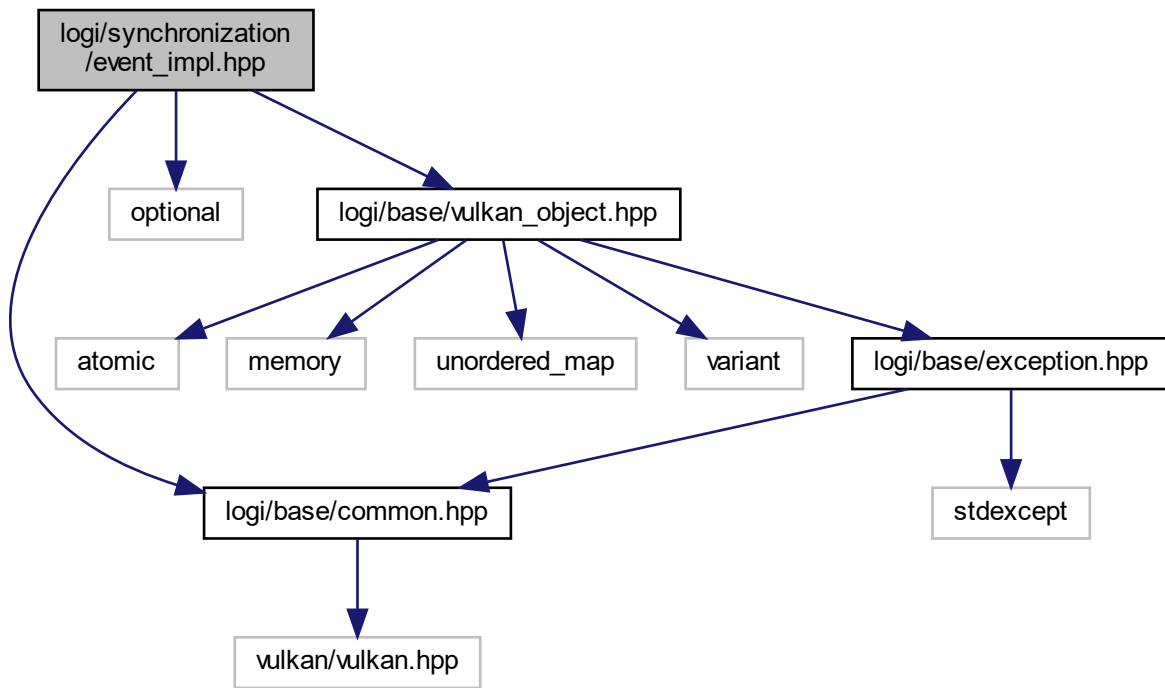 logi/synchronization
/event_impl.hpp
optional
logi/base/vulkan_object.hpp
atomic
memory
unordered_map
variant
logi/base/exception.hpp
logi/base/common.hpp
stdexcept
vulkan/vulkan.hpp